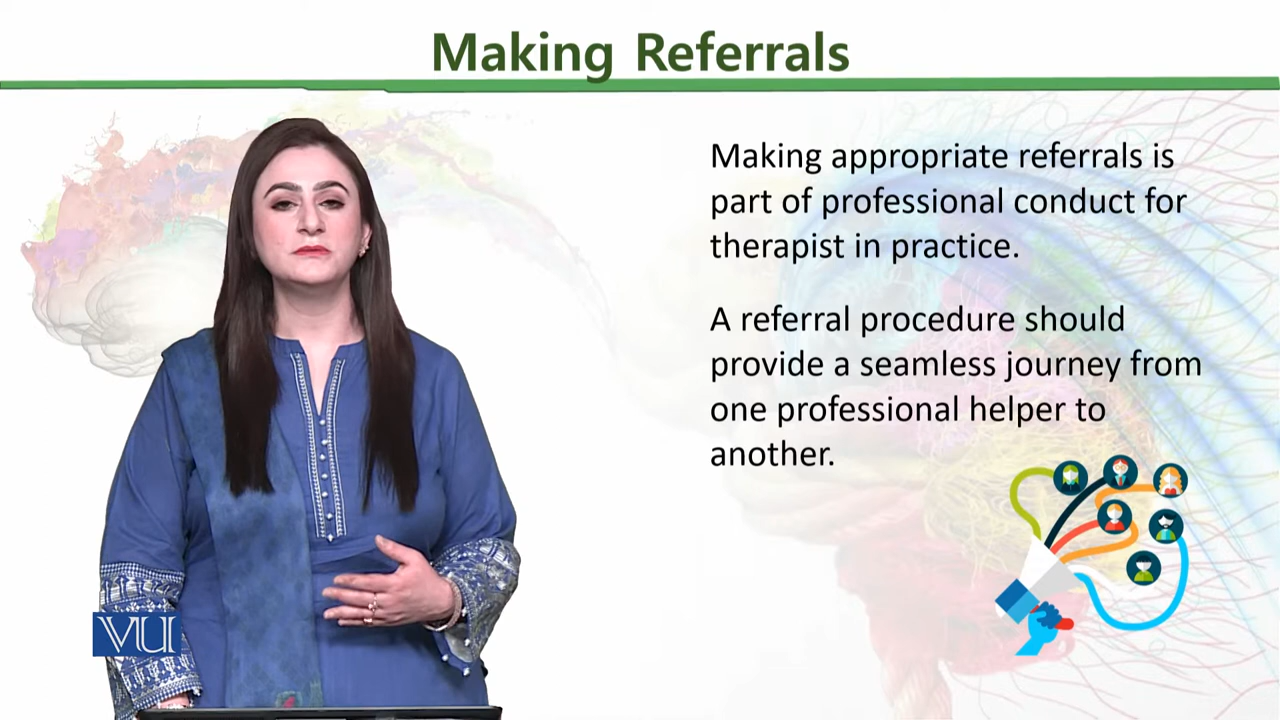 Making Referrals
Making appropriate referrals is
part of professional conduct for
therapist in practice.
A referral procedure should
provide a seamless journey from
one professional helper to
another.
VU